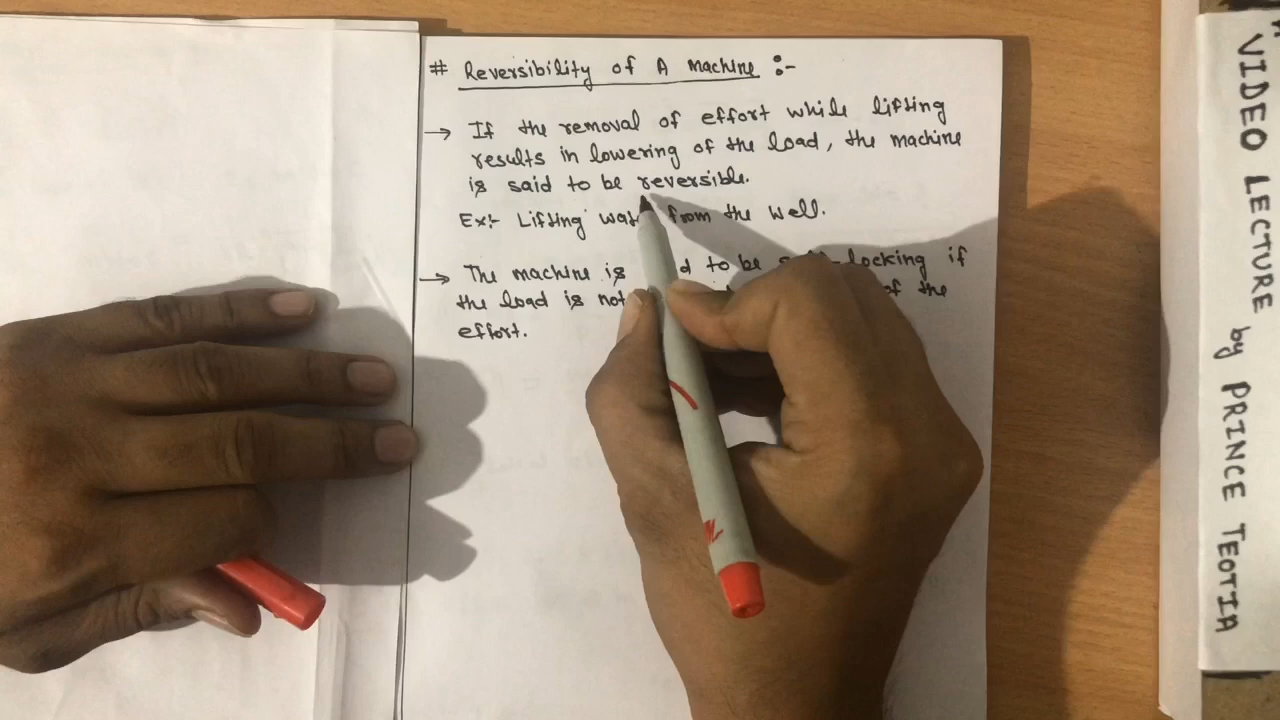 # Reversibility of A Machine :-
→ If the removal of effort while lifting
results in lowering of the load, the machine
is said to be reversible.
Ex:- Lifting from the well.
→ The machine is to be locking if
the load is not of the
effort.
VIDEO LECTURE by PRINCE TEOTIA